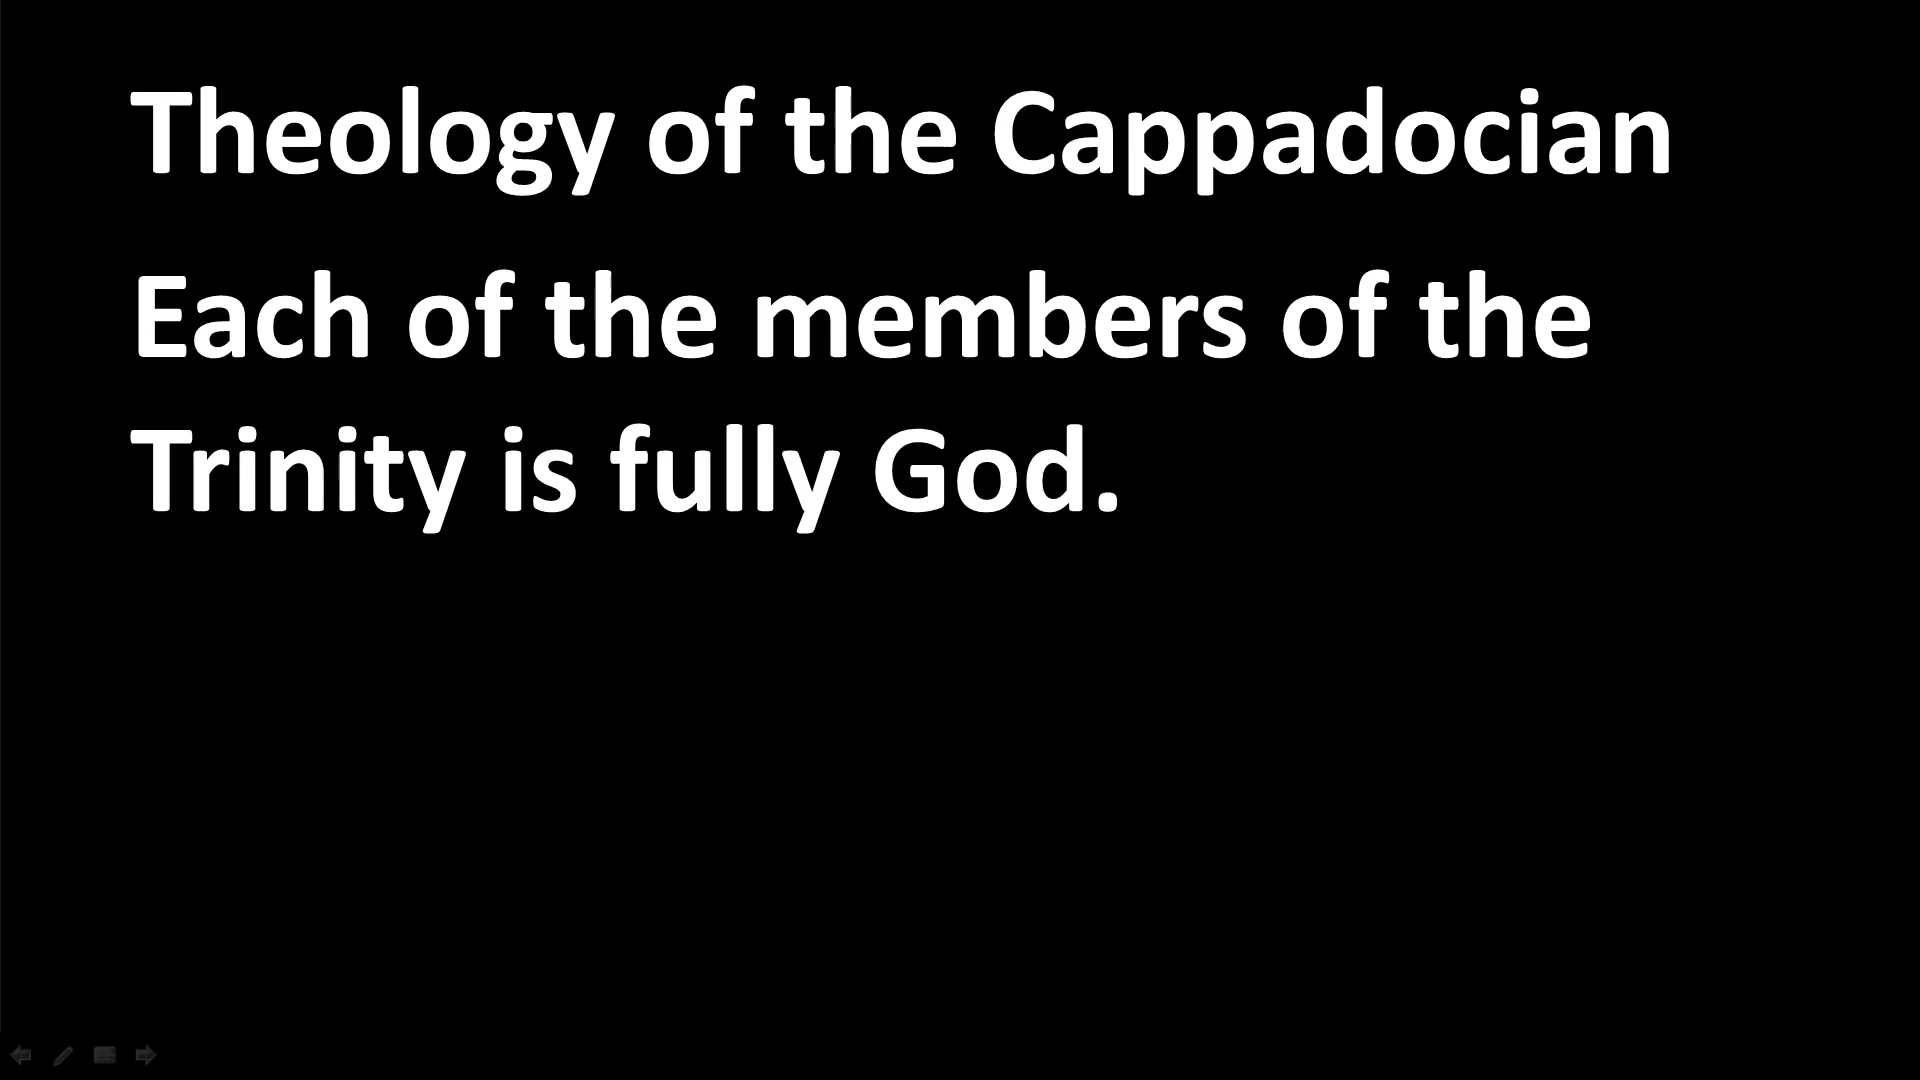 Theology of the Cappadocian
Each of the members of the
Trinity is fully God.